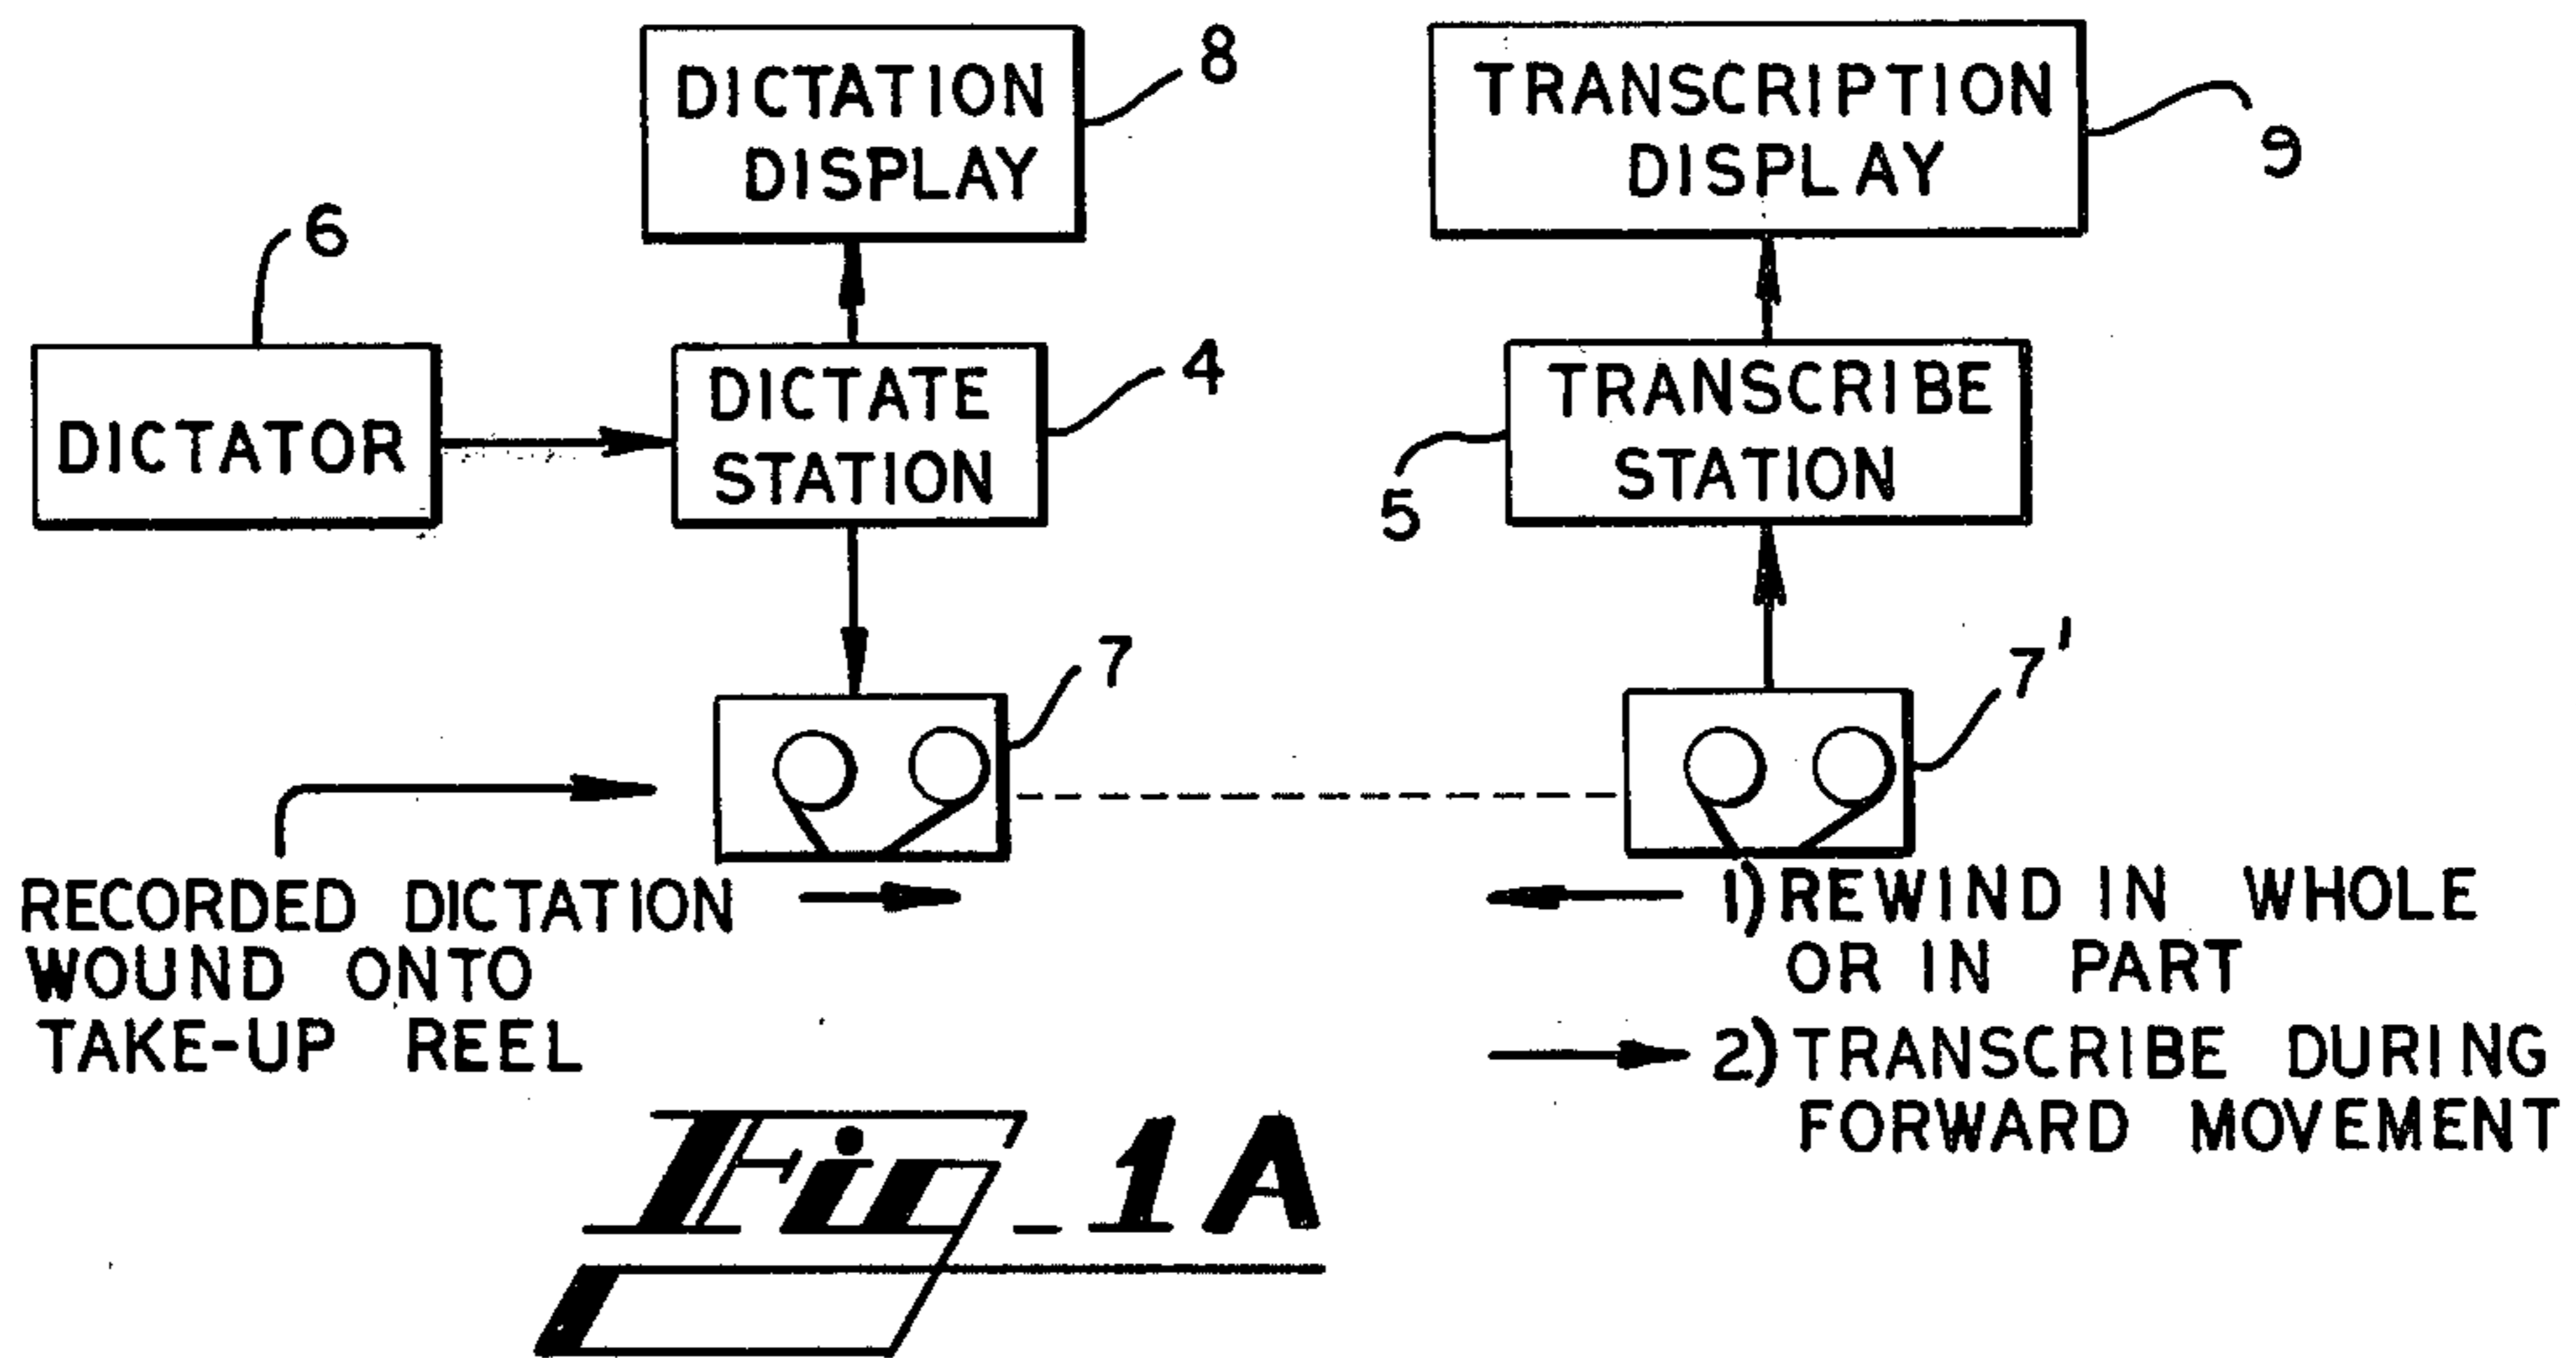 DICTATION
DISPLAY
8
TRANSCRIPTION
DISPLAY
9
6
DICTATOR
DICTATE
STATION
4
TRANSCRIBE
STATION
5
7
7'
RECORDED DICTATION
WOUND ONTO
TAKE-UP REEL
1) REWIND IN WHOLE
OR IN PART
2) TRANSCRIBE DURING
FORWARD MOVEMENT
Fig_1A